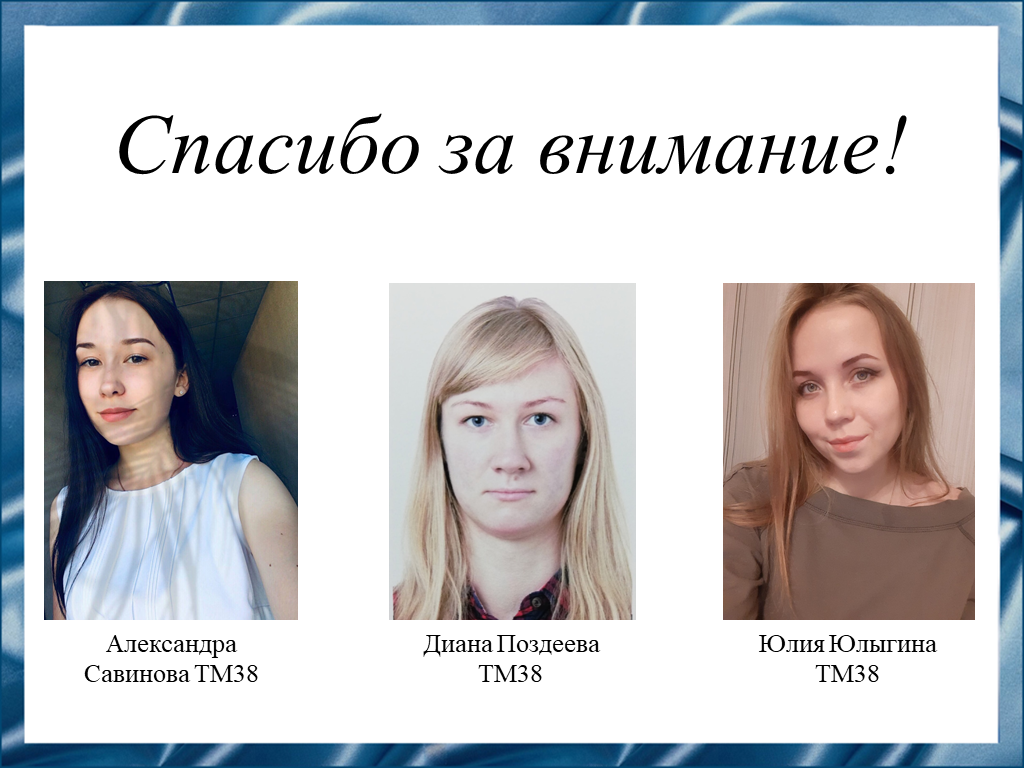 Спасибо за внимание!
Александра
Савинова ТМ38
Диана Поздеева
ТМ38
Юлия Юлыгина
ТМ38